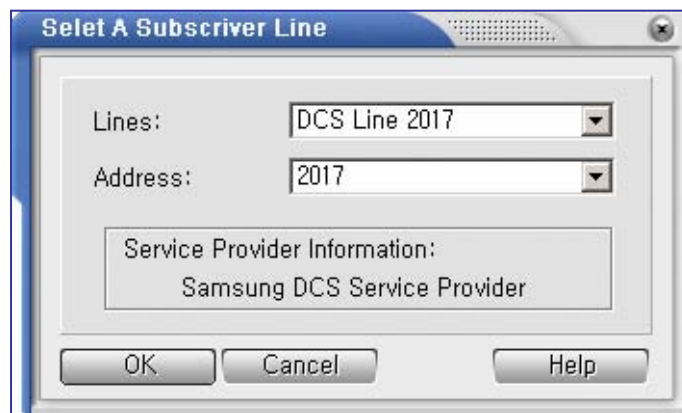 Selet A Subscriver Line
Lines: DCS Line 2017
Address: 2017
Service Provider Information:
Samsung DCS Service Provider
OK Cancel Help